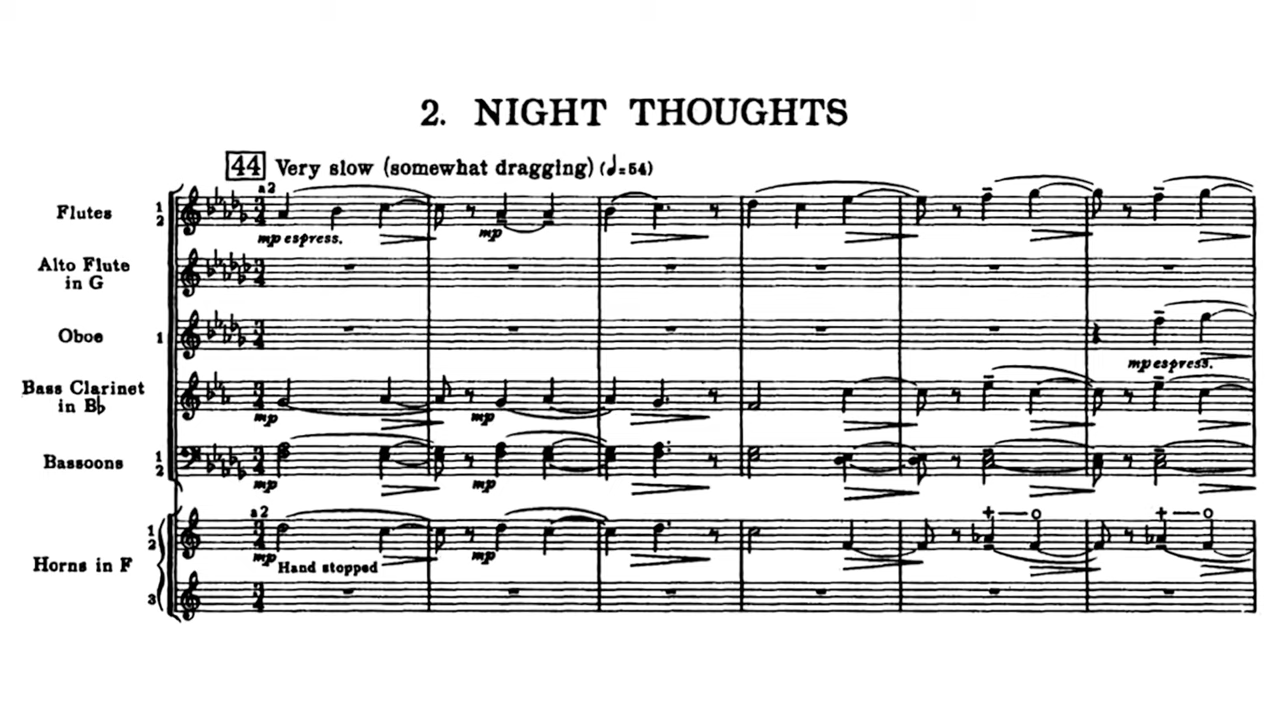 2. NIGHT THOUGHTS
44 Very slow (somewhat dragging) (♩=54)
a2
Flutes 1 2
mp espress.
mp
Alto Flute
in G
Oboe 1
mp espress.
Bass Clarinet
in B♭
mp
mp
Bassoons 1 2
mp
mp
a2
1 2
mp
Hand stopped
mp
Horns in F
3